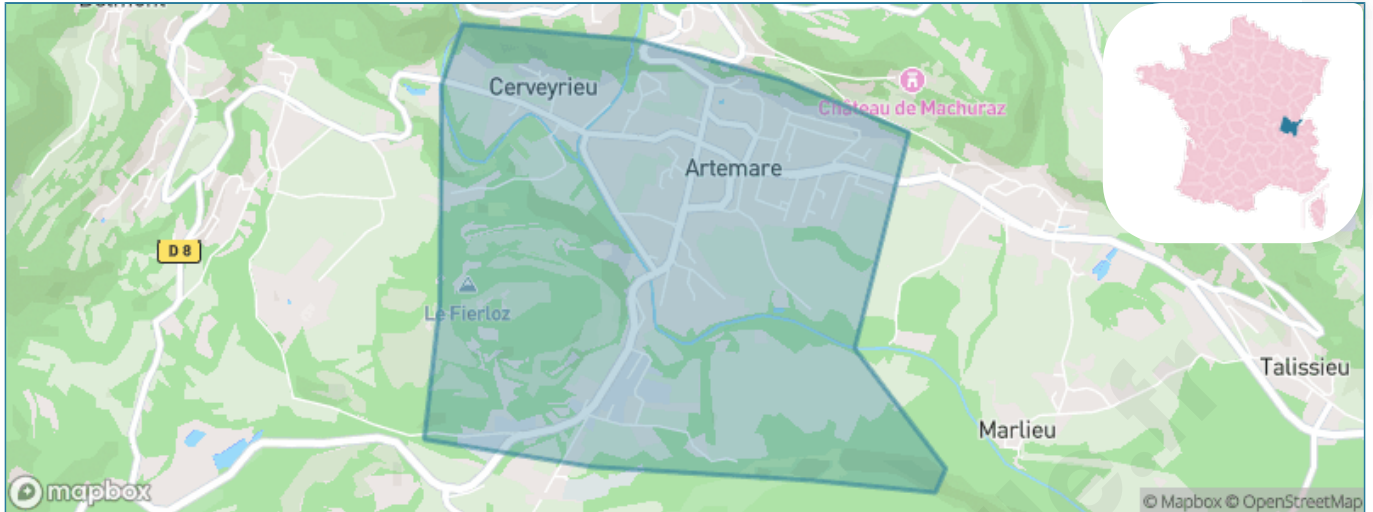 Cerveyrieu
Château de Machuraz
Artemare
D 8
Le Fierloz
Talissieu
Marlieu
mapbox
© Mapbox © OpenStreetMap